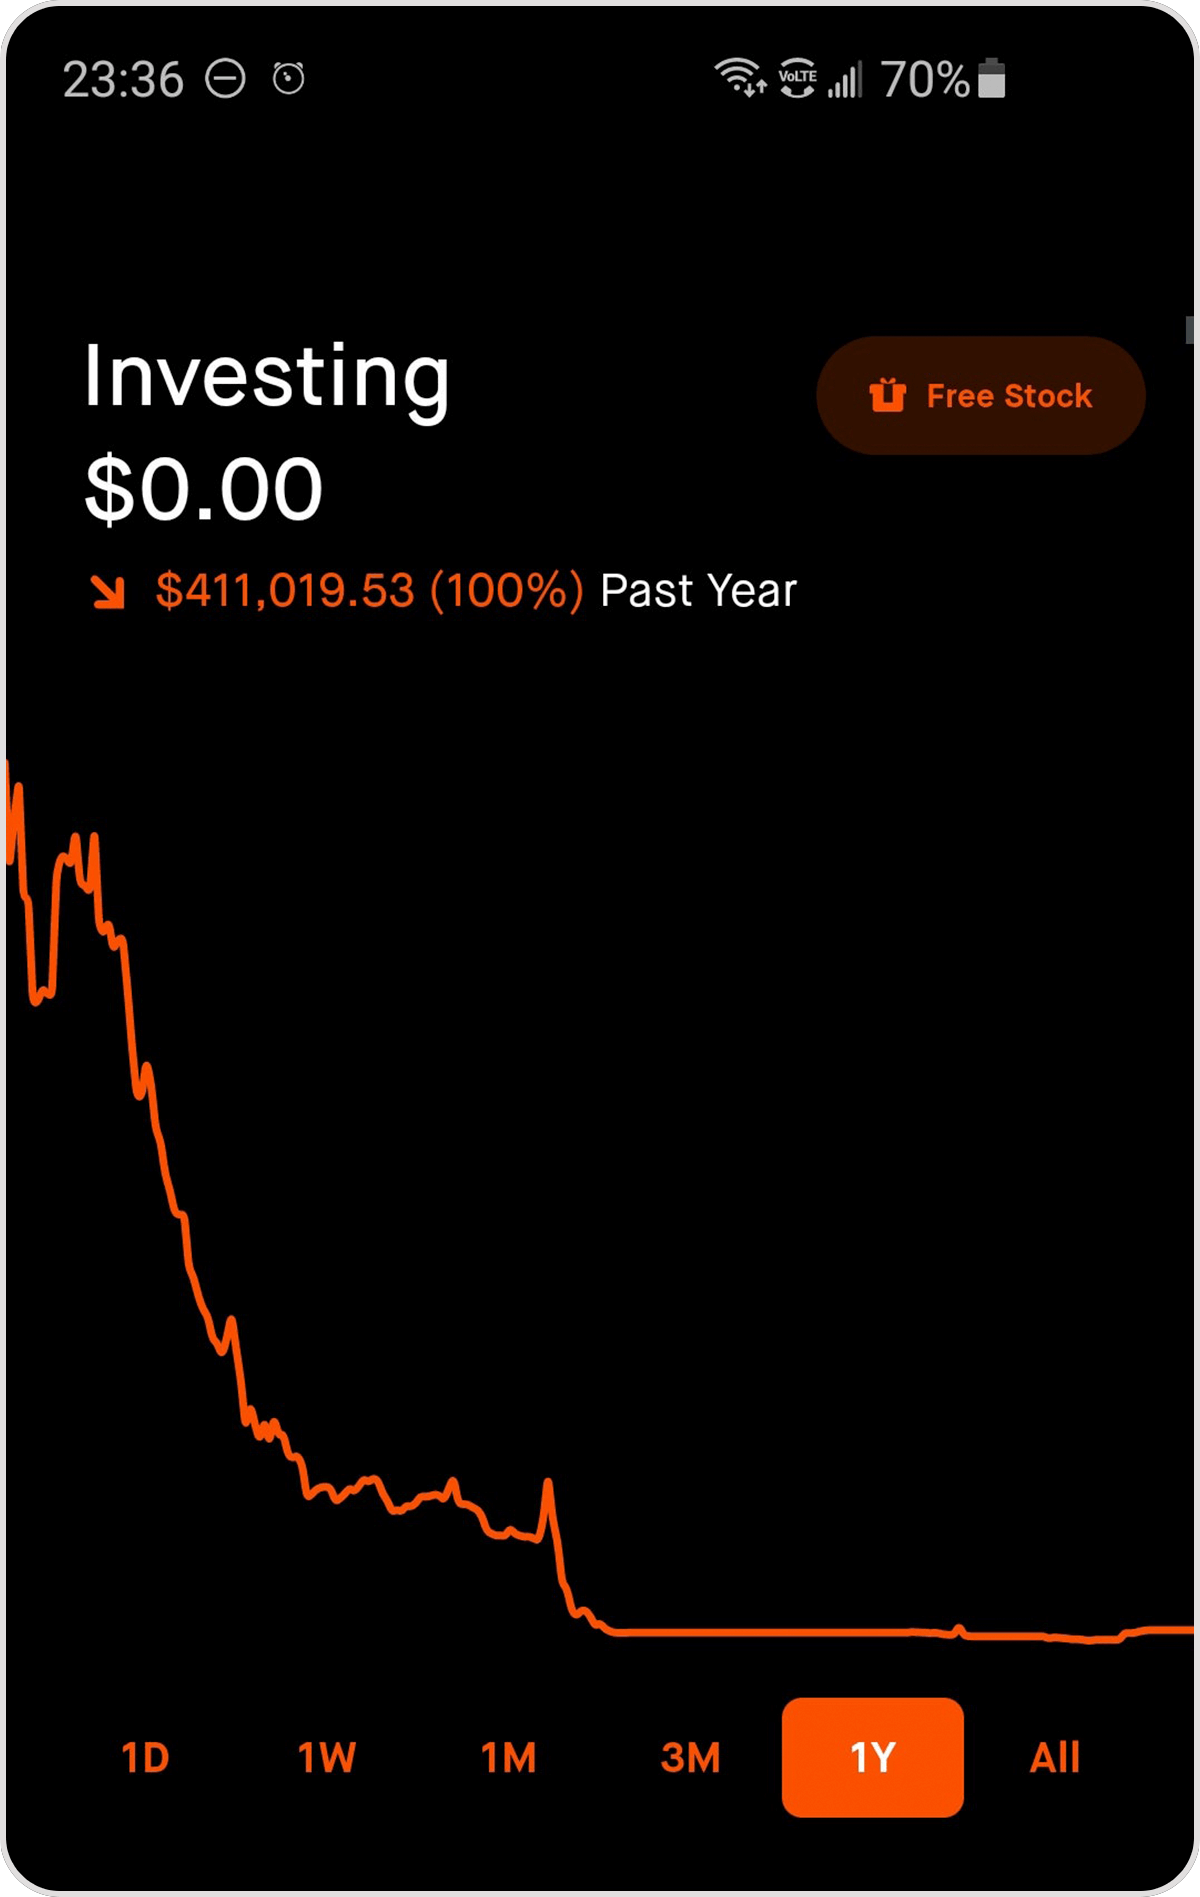 23:36 VoLTE 70%
Investing
Free Stock
$0.00
$411,019.53 (100%) Past Year
1D 1W 1M 3M 1Y All